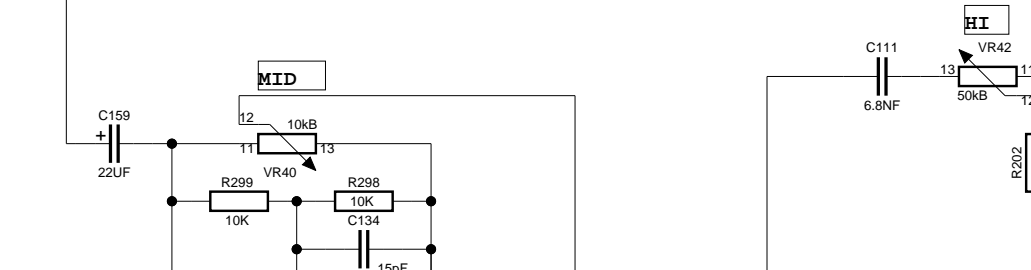 HI
C111
VR42
13
11
50kB
12
6.8NF
MID
C159
+
22UF
12
10kB
11
13
VR40
R299
10K
R298
10K
C134
15pF
R202